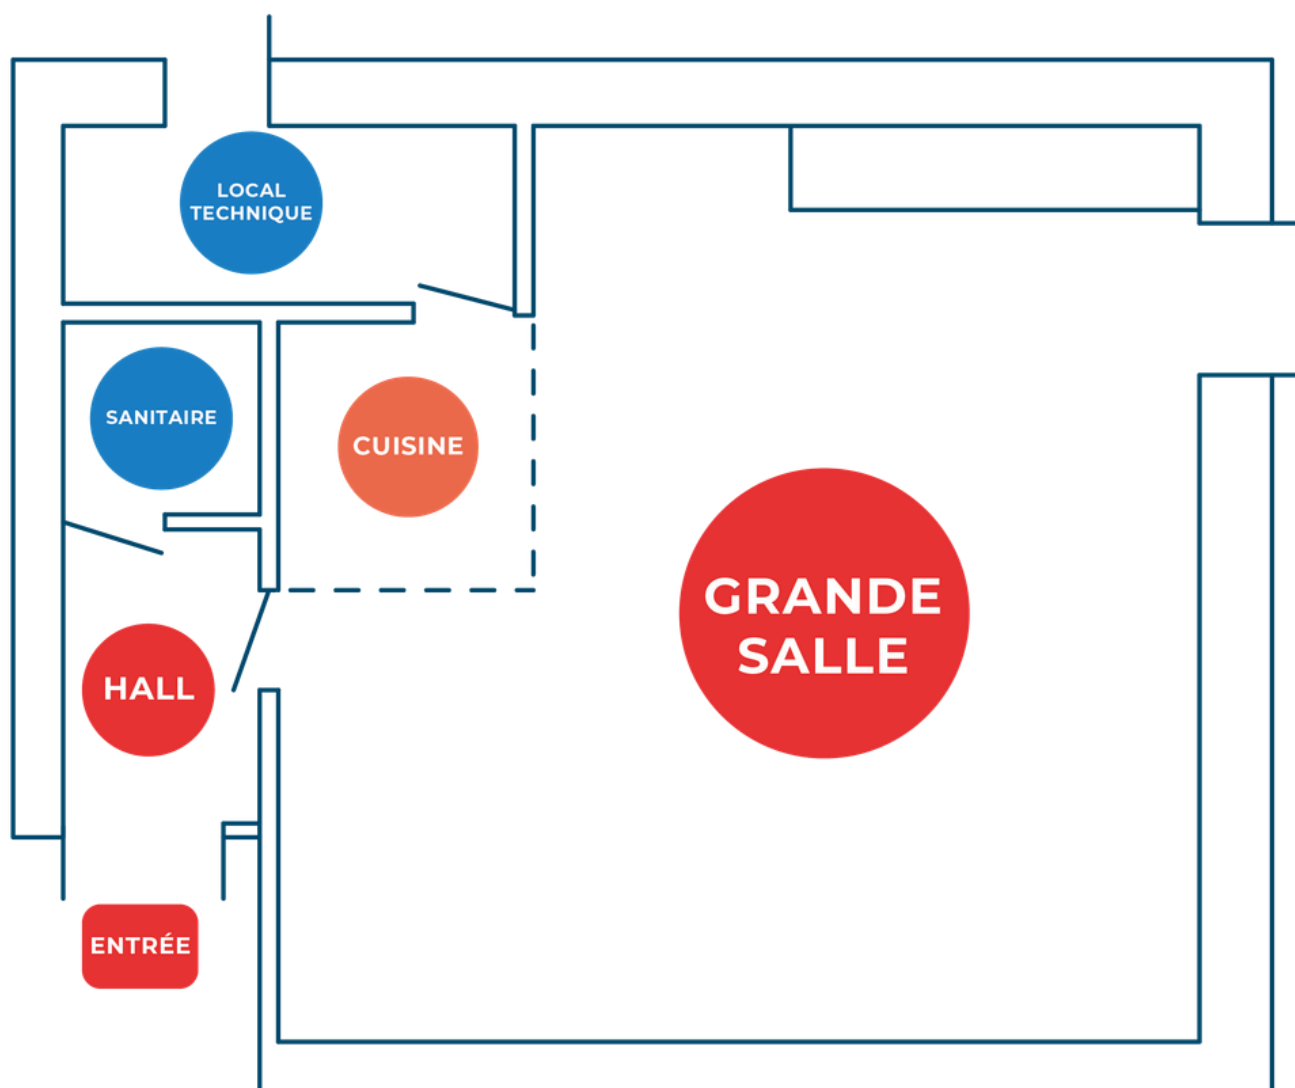 LOCAL
TECHNIQUE
SANITAIRE
CUISINE
GRANDE
SALLE
HALL
ENTRÉE